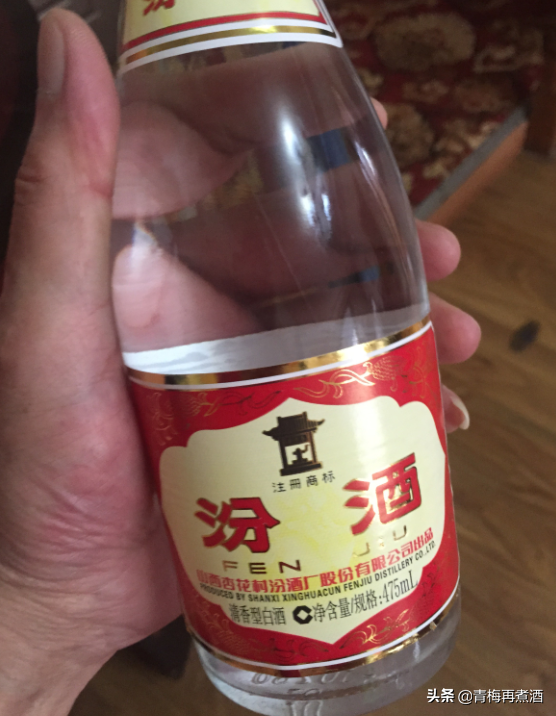 汾
注册商标
汾酒
FEN JIU
山西杏花村汾酒厂股份有限公司出品
PRODUCED BY SHANXI XINGHUACUN FENJIU DISTILLERY CO.,LTD.
清香型白酒 净含量/规格:475mL
头条 @青梅再煮酒